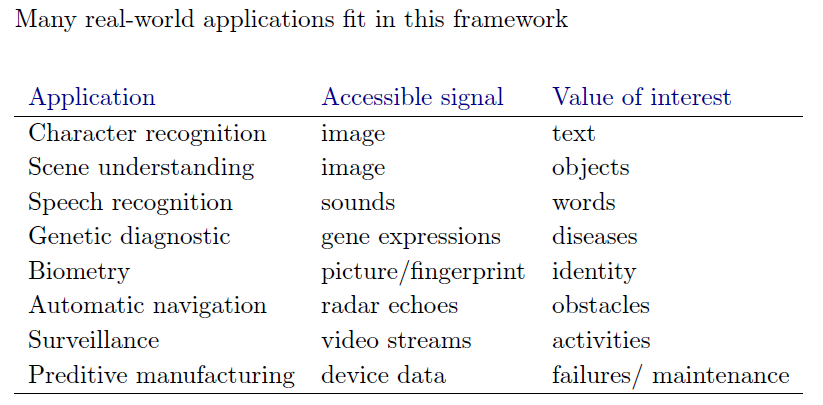 Many real-world applications fit in this framework
Application Accessible signal Value of interest
Character recognition image text
Scene understanding image objects
Speech recognition sounds words
Genetic diagnostic gene expressions diseases
Biometry picture/fingerprint identity
Automatic navigation radar echoes obstacles
Surveillance video streams activities
Preditive manufacturing device data failures/ maintenance